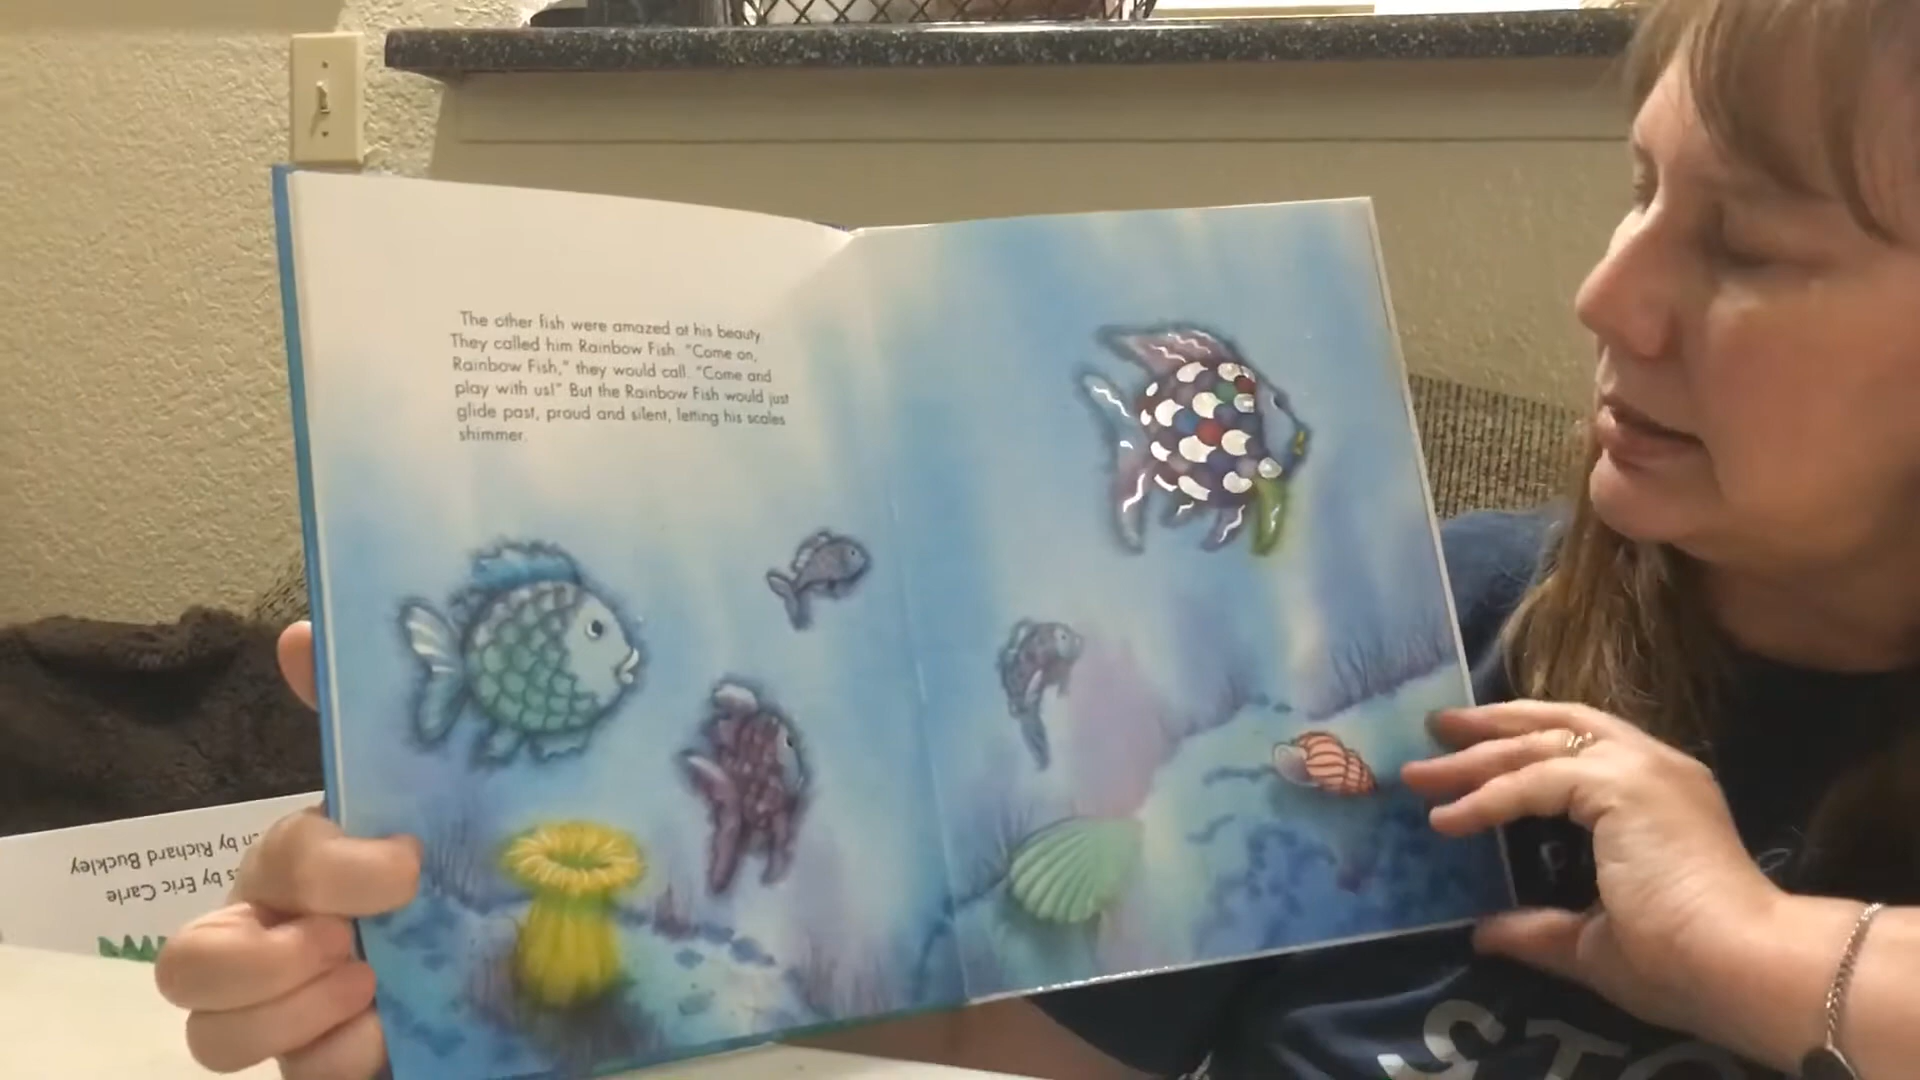 The other fish were amazed at his beauty.
They called him Rainbow Fish. "Come on,
Rainbow Fish," they would call. "Come and
play with us!" But the Rainbow Fish would just
glide past, proud and silent, letting his scales
shimmer.
by Richard Buckley
by Eric Carle